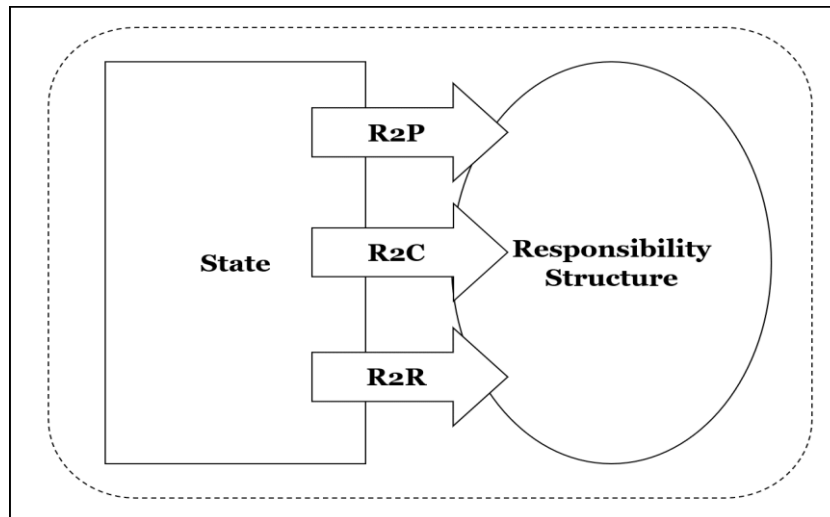 R2P
State
R2C
Responsibility
Structure
R2R